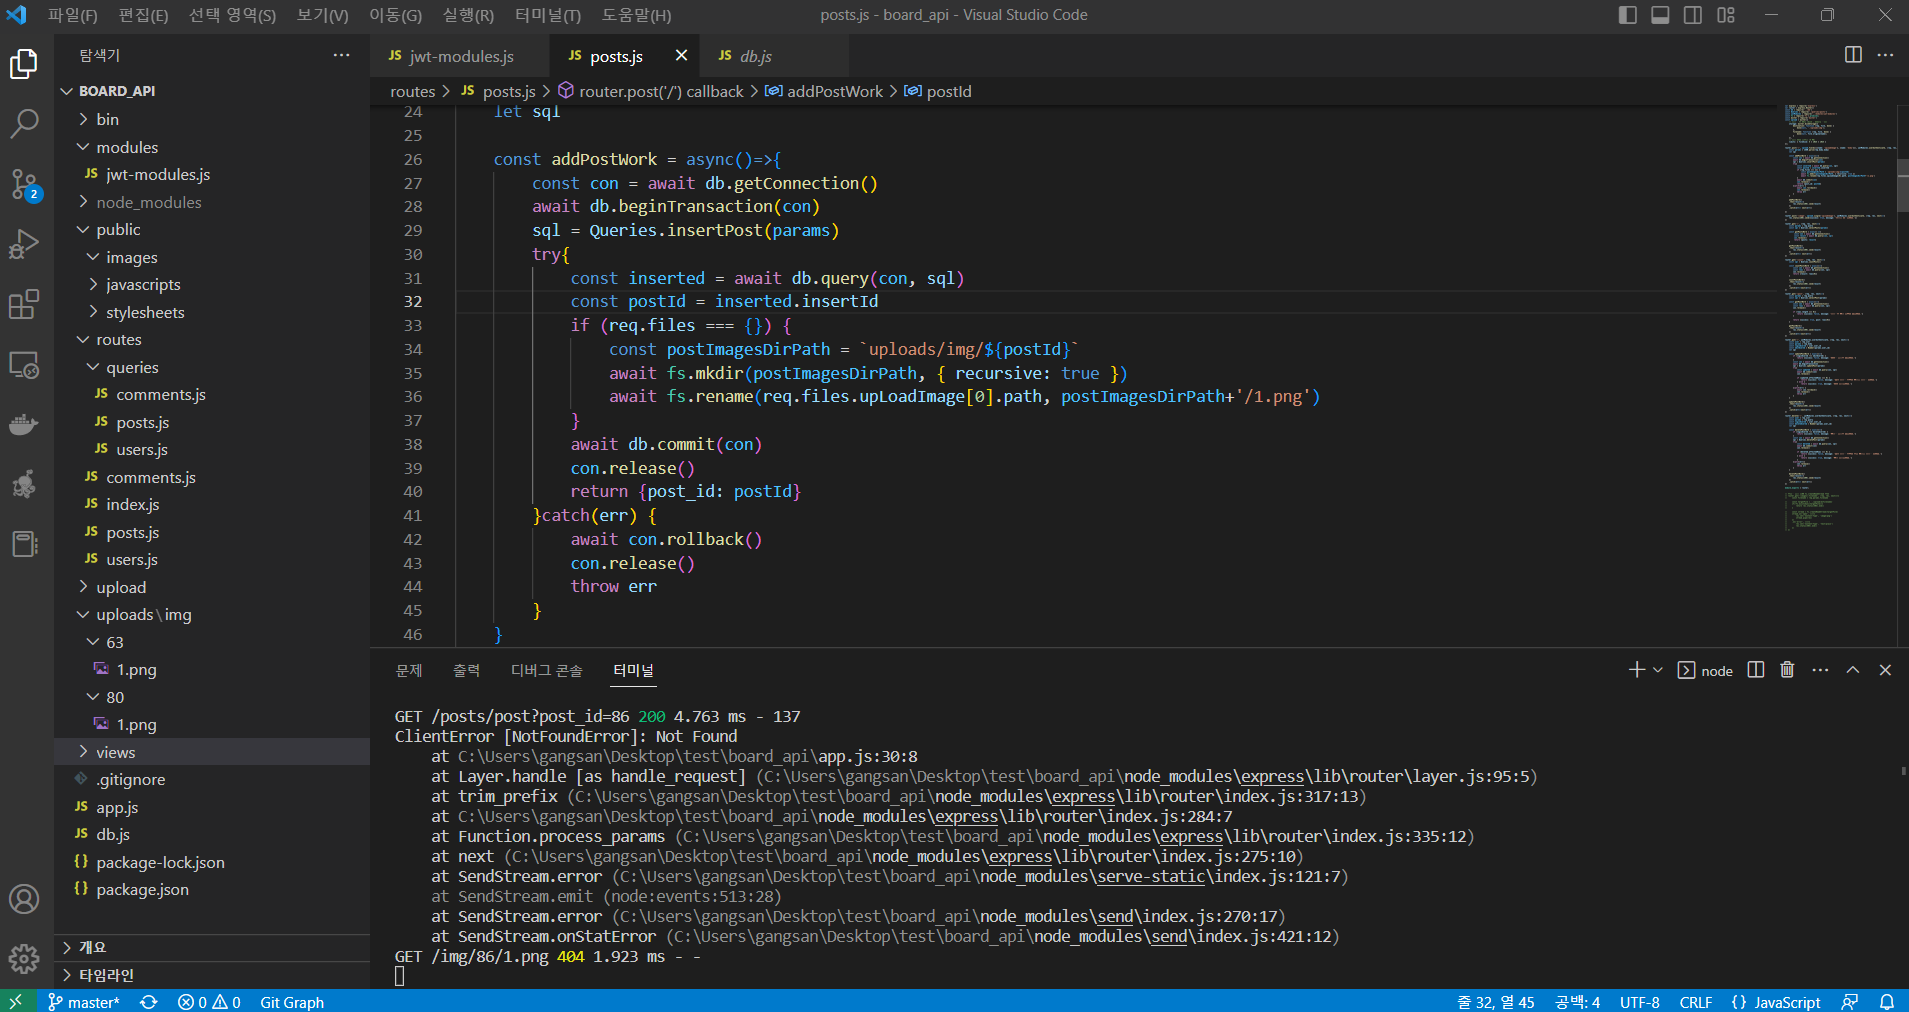 파일(F) 편집(E) 선택 영역(S) 보기(V) 이동(G) 실행(R) 터미널(T) 도움말(H) posts.js - board_api - Visual Studio Code
탐색기
BOARD_API
bin
modules
JS jwt-modules.js
node_modules
public
images
javascripts
stylesheets
routes
queries
JS comments.js
JS posts.js
JS users.js
JS comments.js
JS index.js
JS posts.js
JS users.js
upload
uploads\img
63
1.png
80
1.png
views
.gitignore
JS app.js
JS db.js
{} package-lock.json
{} package.json
개요
타임라인
2
JS jwt-modules.js JS posts.js JS db.js
routes > JS posts.js > router.post('/') callback > addPostWork > postId
24 let sql
25
26 const addPostWork = async()=>{
27 const con = await db.getConnection()
28 await db.beginTransaction(con)
29 sql = Queries.insertPost(params)
30 try{
31 const inserted = await db.query(con, sql)
32 const postId = inserted.insertId
33 if (req.files === {}) {
34 const postImagesDirPath = `uploads/img/${postId}`
35 await fs.mkdir(postImagesDirPath, { recursive: true })
36 await fs.rename(req.files.upLoadImage[0].path, postImagesDirPath+'/1.png')
37 }
38 await db.commit(con)
39 con.release()
40 return {post_id: postId}
41 }catch(err) {
42 await con.rollback()
43 con.release()
44 throw err
45 }
46 }
문제 출력 디버그 콘솔 터미널 node
GET /posts/post?post_id=86 200 4.763 ms - 137
ClientError [NotFoundError]: Not Found
at C:\Users\gangsan\Desktop\test\board_api\app.js:30:8
at Layer.handle [as handle_request] (C:\Users\gangsan\Desktop\test\board_api\node_modules\express\lib\router\layer.js:95:5)
at trim_prefix (C:\Users\gangsan\Desktop\test\board_api\node_modules\express\lib\router\index.js:317:13)
at C:\Users\gangsan\Desktop\test\board_api\node_modules\express\lib\router\index.js:284:7
at Function.process_params (C:\Users\gangsan\Desktop\test\board_api\node_modules\express\lib\router\index.js:335:12)
at next (C:\Users\gangsan\Desktop\test\board_api\node_modules\express\lib\router\index.js:275:10)
at SendStream.error (C:\Users\gangsan\Desktop\test\board_api\node_modules\serve-static\index.js:121:7)
at SendStream.emit (node:events:513:28)
at SendStream.error (C:\Users\gangsan\Desktop\test\board_api\node_modules\send\index.js:270:17)
at SendStream.onStatError (C:\Users\gangsan\Desktop\test\board_api\node_modules\send\index.js:421:12)
GET /img/86/1.png 404 1.923 ms - -
master* 0 0 Git Graph 줄 32, 열 45 공백: 4 UTF-8 CRLF {} JavaScript